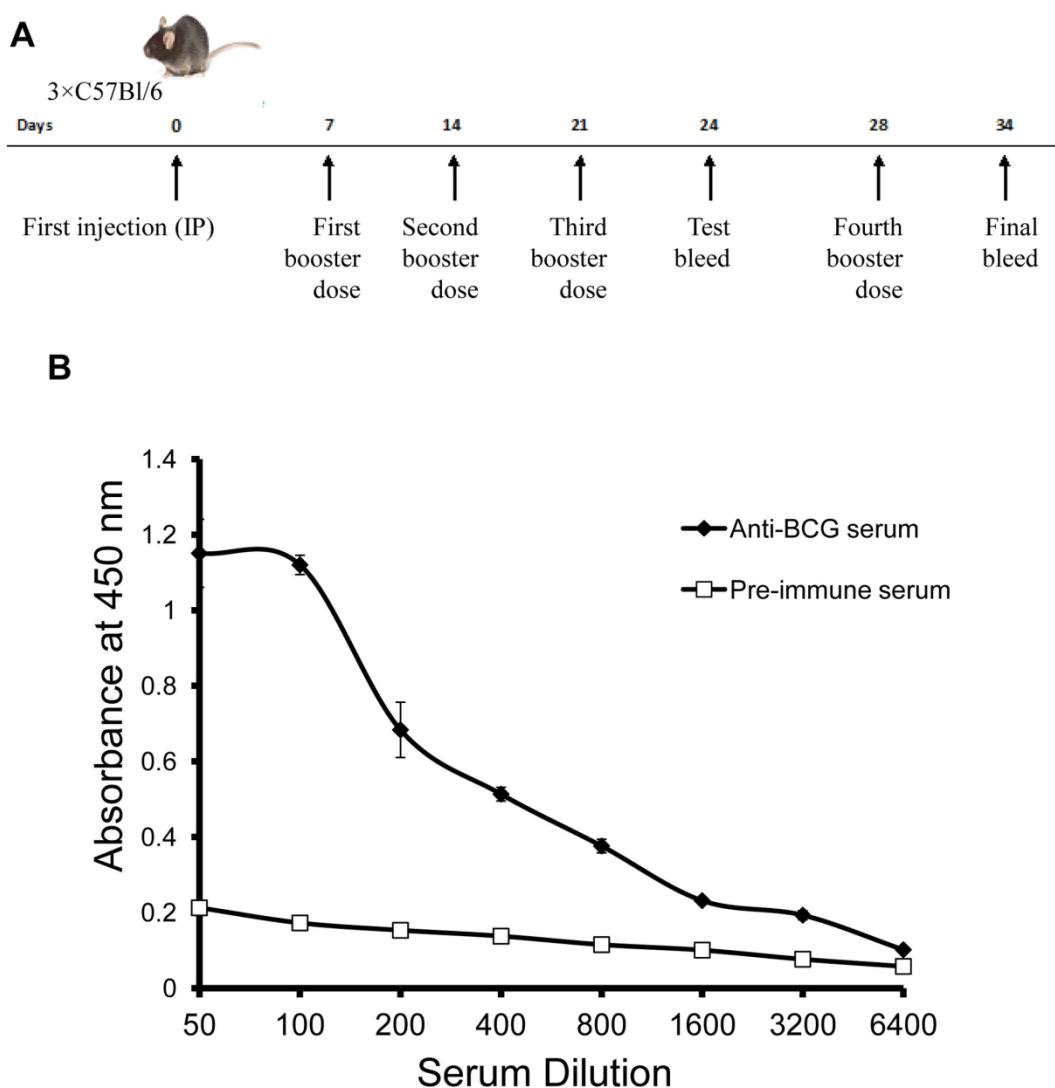 A
3×C57Bl/6
Days 0 7 14 21 24 28 34
First injection (IP)
First
booster
dose
Second
booster
dose
Third
booster
dose
Test
bleed
Fourth
booster
dose
Final
bleed
B
Absorbance at 450 nm
1.4
1.2
1
0.8
0.6
0.4
0.2
0
Anti-BCG serum
Pre-immune serum
50 100 200 400 800 1600 3200 6400
Serum Dilution